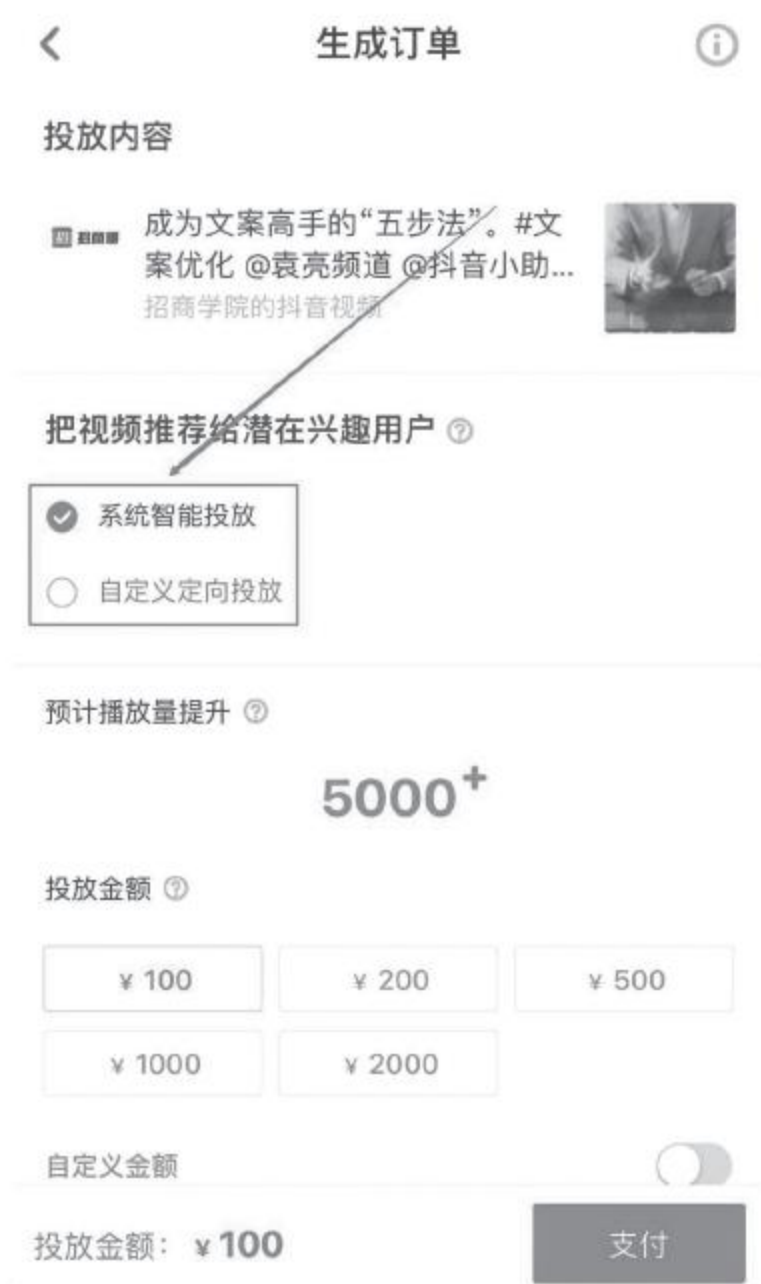 生成订单
投放内容
成为文案高手的“五步法”。#文
案优化 @袁亮频道 @抖音小助...
招商学院的抖音视频
把视频推荐给潜在兴趣用户 ?
系统智能投放
自定义定向投放
预计播放量提升 ?
5000+
投放金额 ?
¥ 100 ¥ 200 ¥ 500
¥ 1000 ¥ 2000
自定义金额
投放金额： ¥ 100 支付